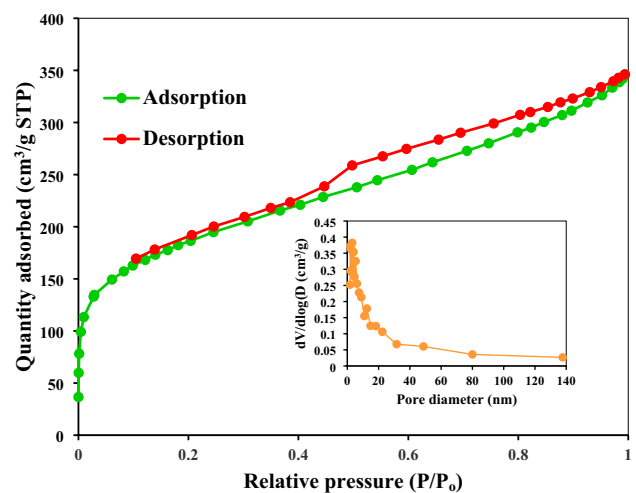 400
350
300
250
200
150
100
50
0
Quantity adsorbed (cm³/g STP)
Adsorption
Desorption
0.45
0.4
0.35
0.3
0.25
0.2
0.15
0.1
0.05
0
dV/dlog(D (cm³/g)
0 20 40 60 80 100 120 140
Pore diameter (nm)
0 0.2 0.4 0.6 0.8 1
Relative pressure (P/Pₒ)